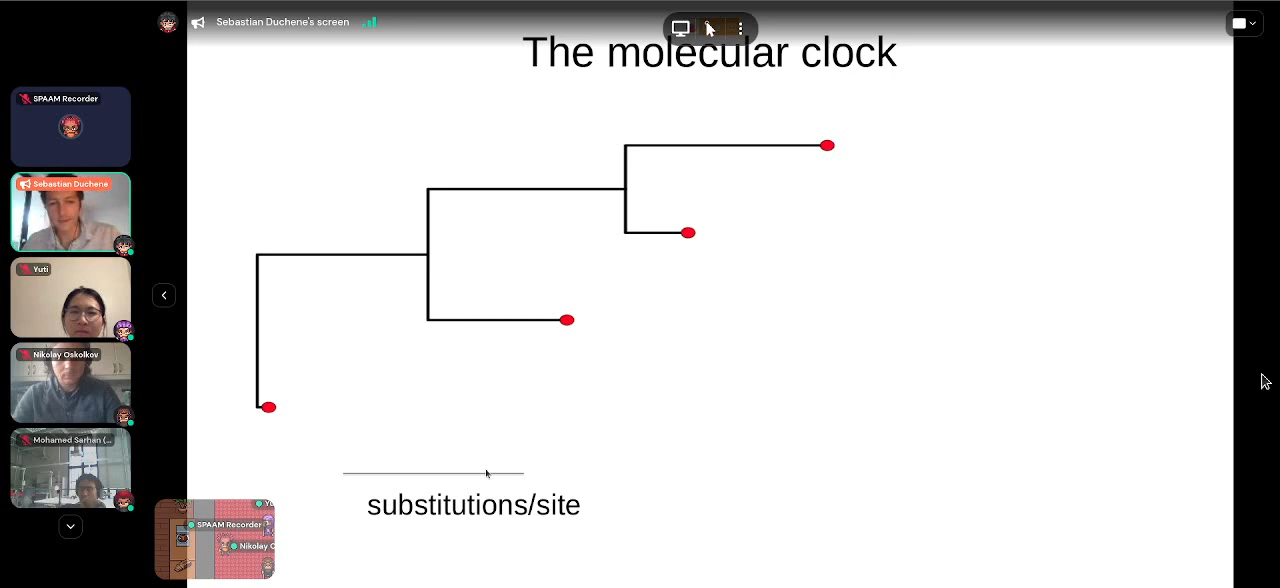 Sebastian Duchene's screen
The molecular clock
SPAAM Recorder
Sebastian Duchene
Yuti
Nikolay Oskolkov
Mohamed Sarhan (...
substitutions/site
SPAAM Recorder
Nikolay O